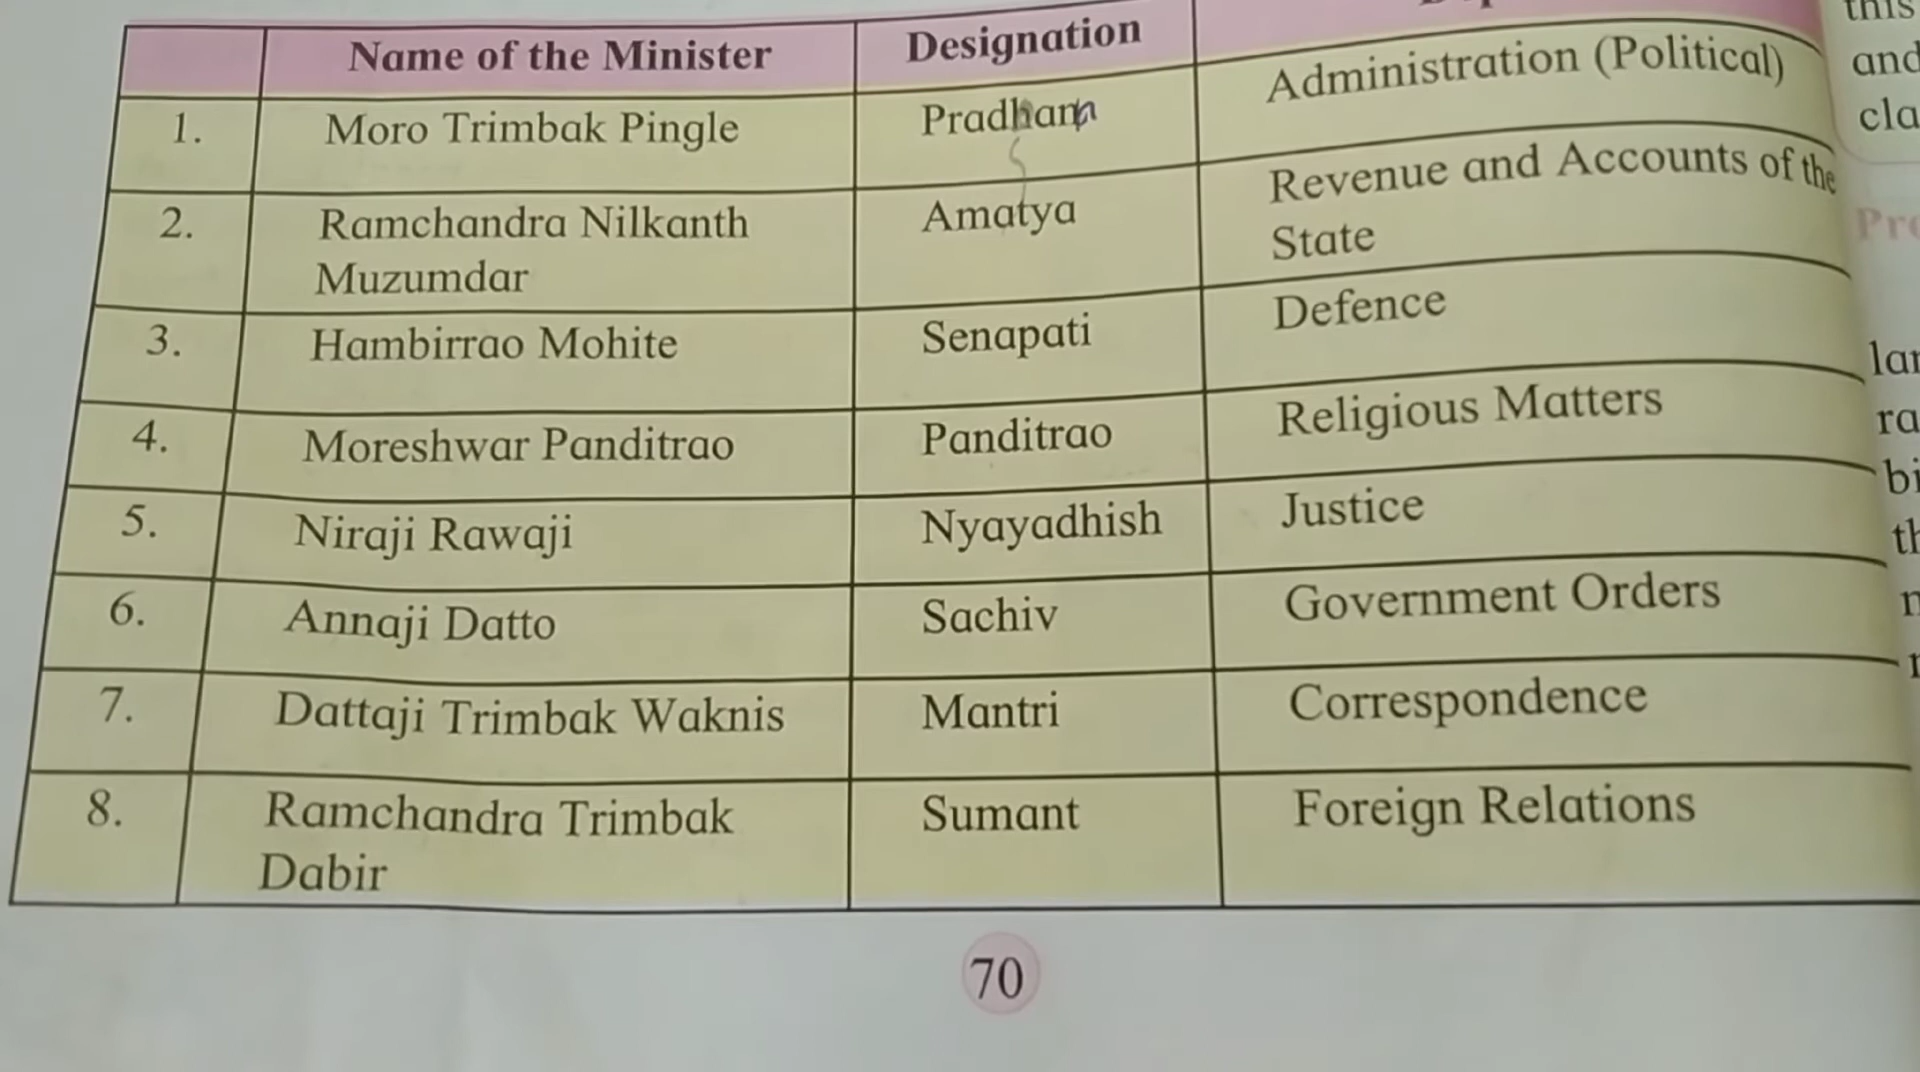 Name of the Minister Designation
1. Moro Trimbak Pingle Pradhan Administration (Political)
2. Ramchandra Nilkanth Amatya Revenue and Accounts of the
Muzumdar State
3. Hambirrao Mohite Senapati Defence
4. Moreshwar Panditrao Panditrao Religious Matters
5. Niraji Rawaji Nyayadhish Justice
6. Annaji Datto Sachiv Government Orders
7. Dattaji Trimbak Waknis Mantri Correspondence
8. Ramchandra Trimbak Sumant Foreign Relations
Dabir
70
this
and